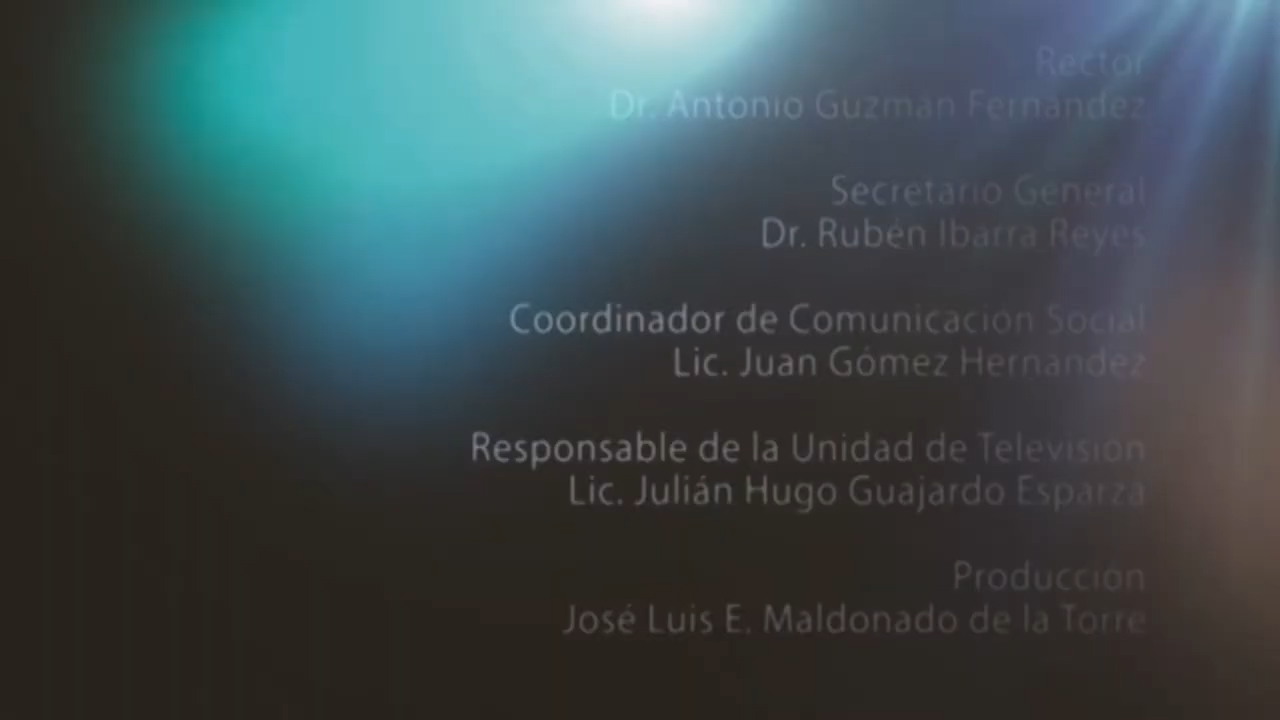 Rector
Dr. Antonio Guzmán Fernández
Secretario General
Dr. Rubén Ibarra Reyes
Coordinador de Comunicación Social
Lic. Juan Gómez Hernández
Responsable de la Unidad de Televisión
Lic. Julián Hugo Guajardo Esparza
Producción
José Luis E. Maldonado de la Torre